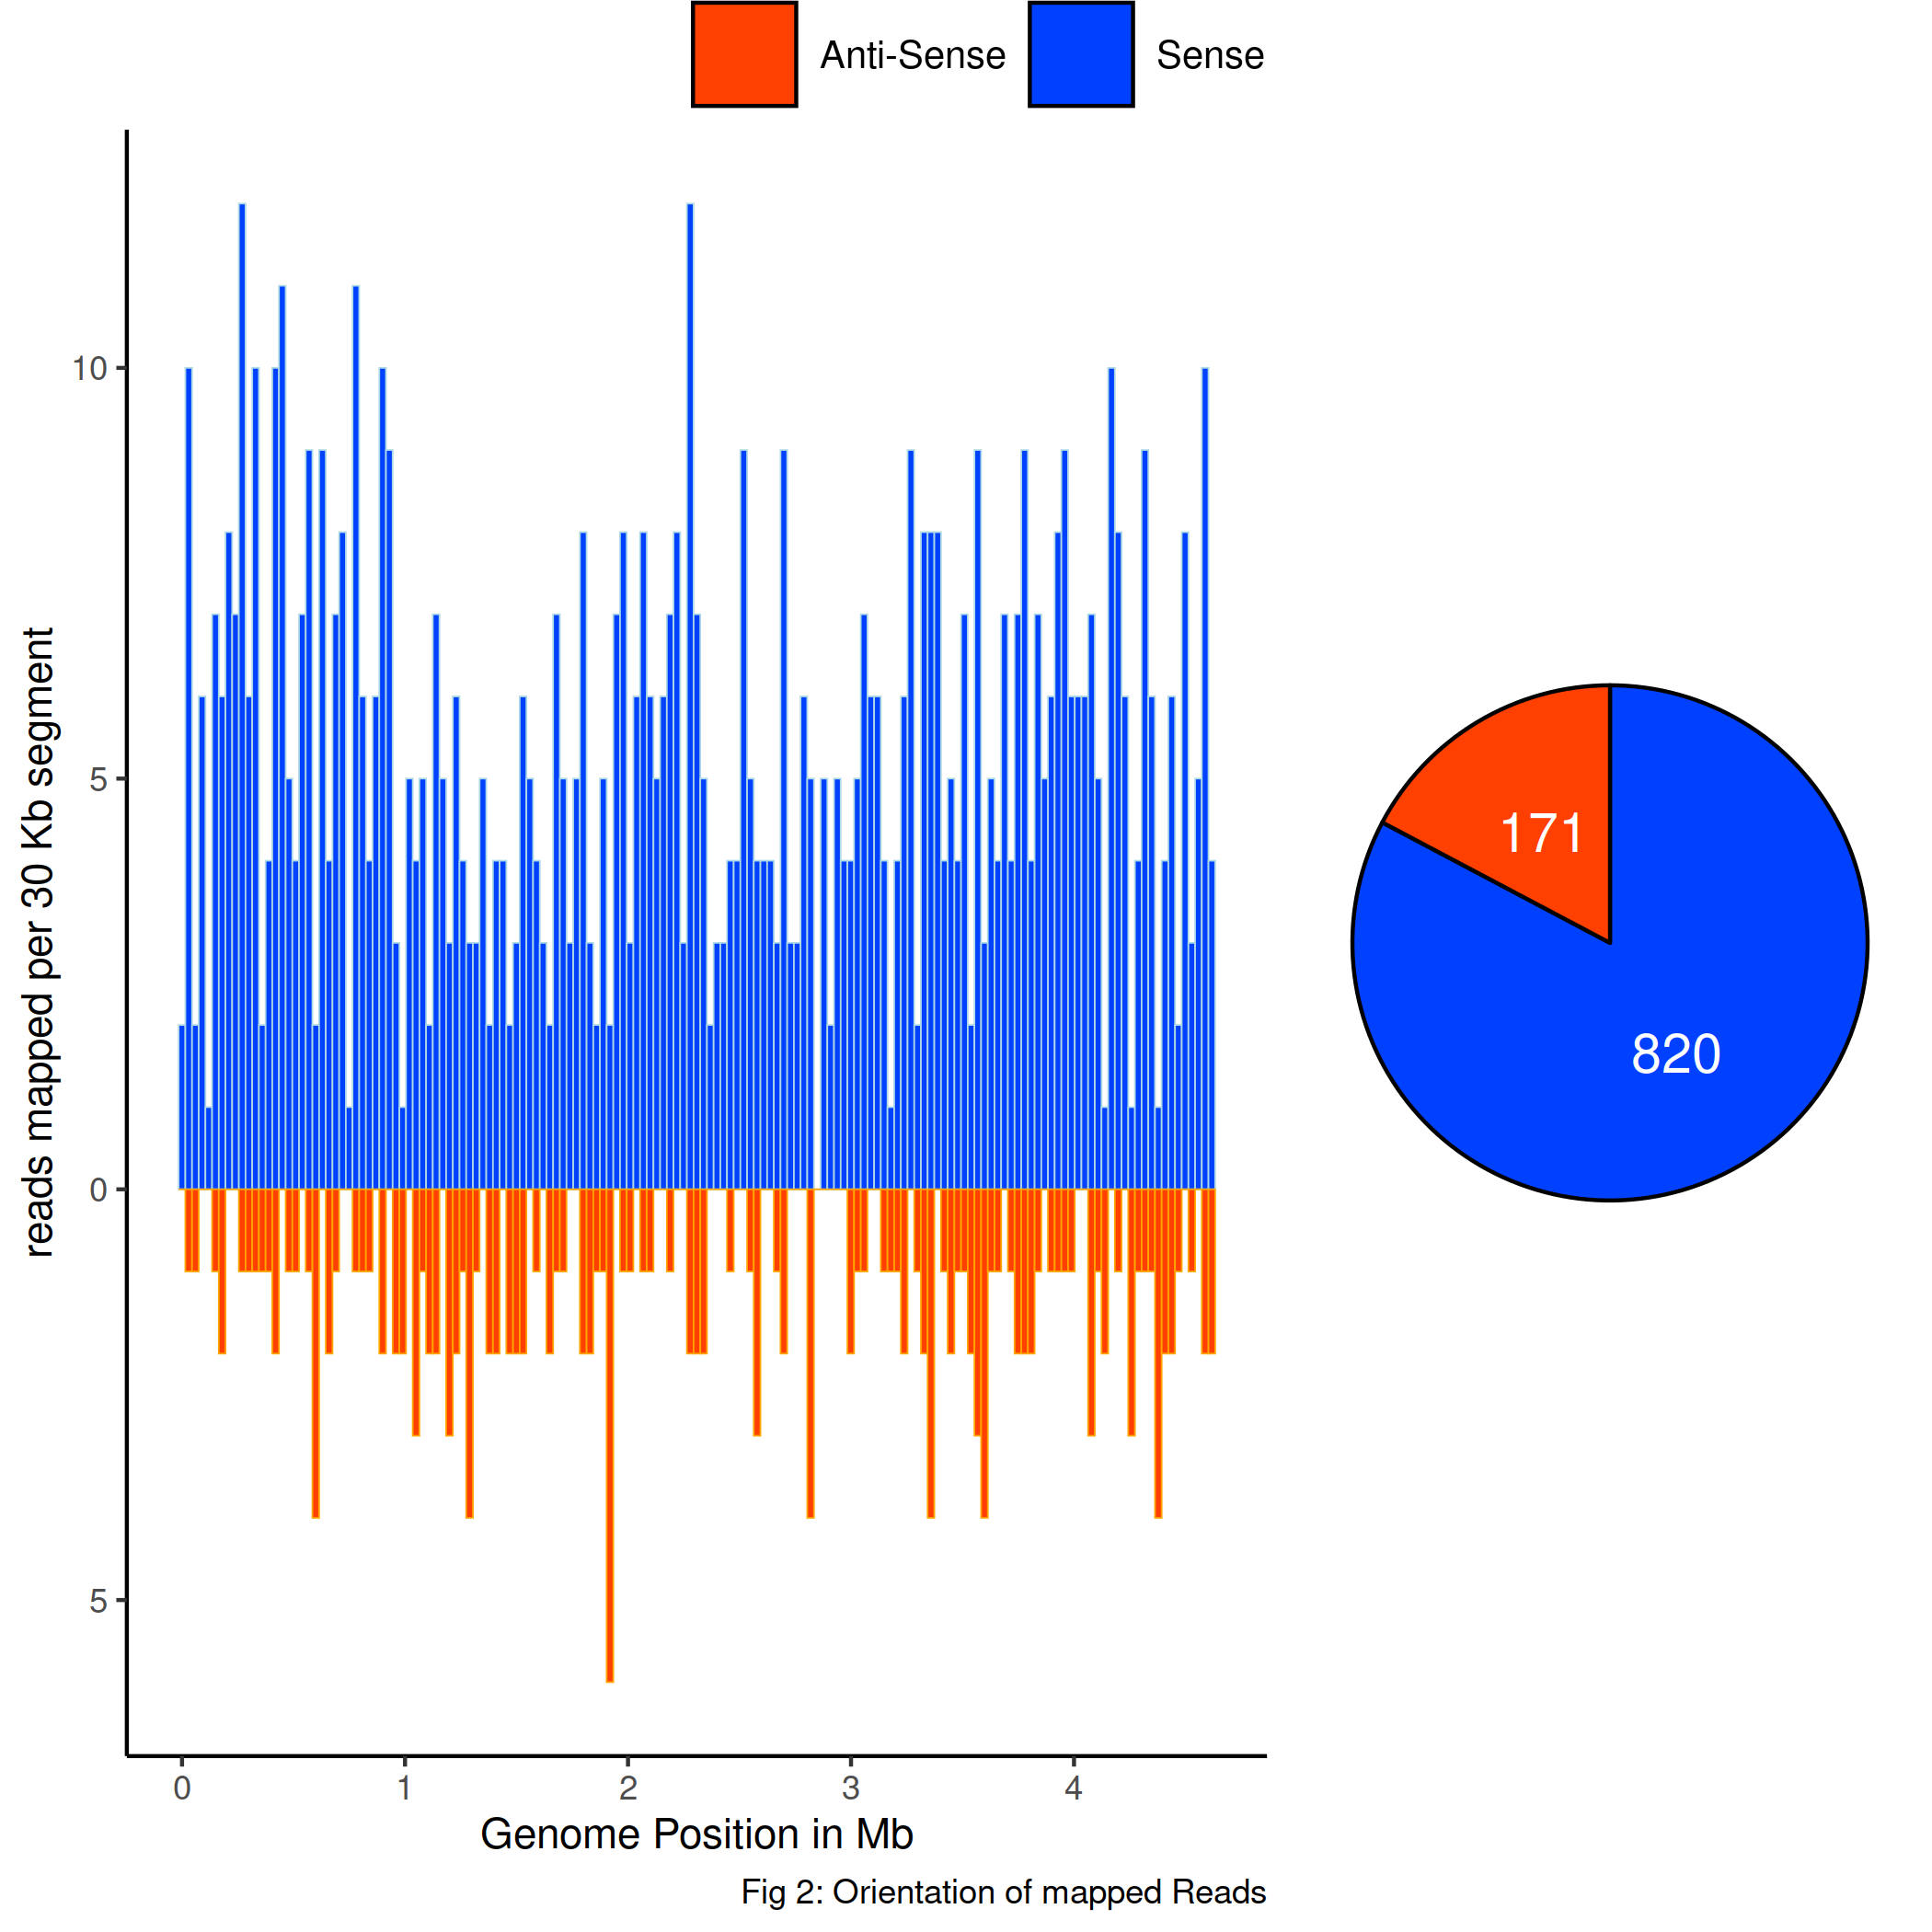 Anti-Sense
Sense
reads mapped per 30 Kb segment
10
5
0
5
0
1
2
3
4
Genome Position in Mb
171
820
Fig 2: Orientation of mapped Reads